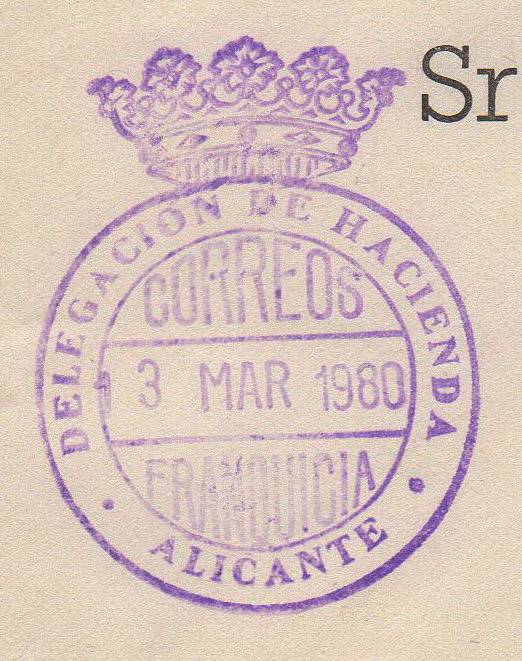 Sr
DELEGACION DE HACIENDA
CORREOS
3 MAR 1980
FRANQUICIA
ALICANTE